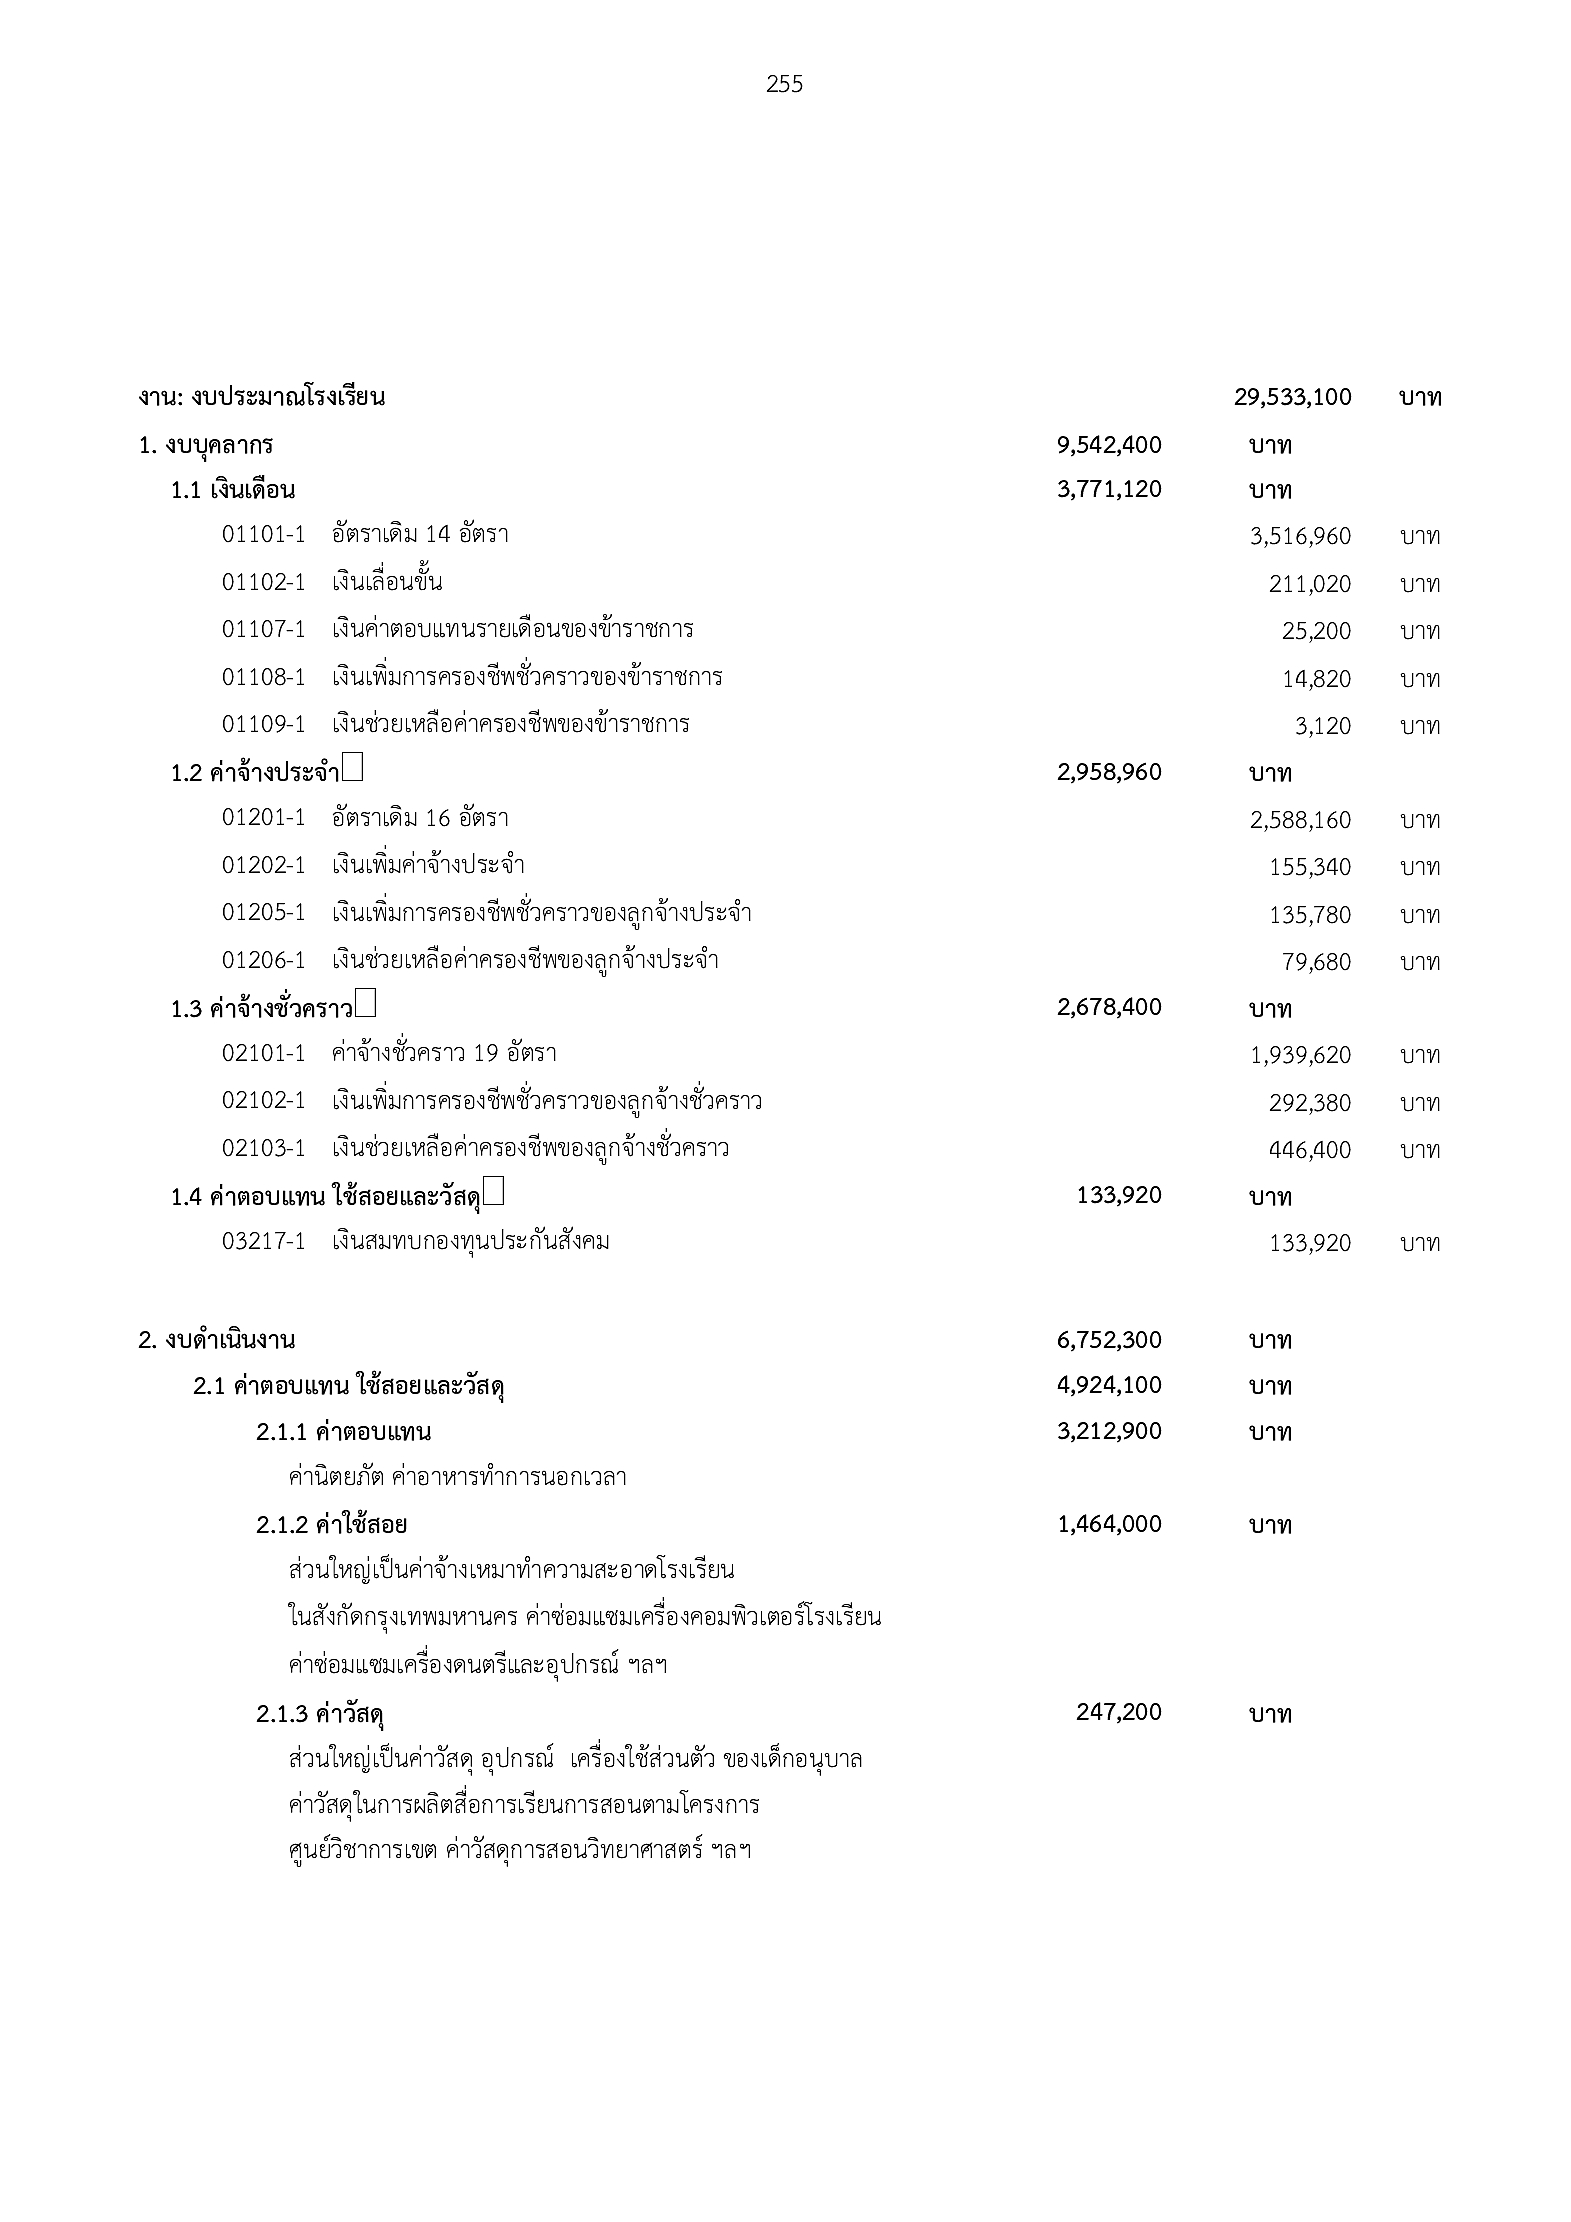 255
งาน: งบประมาณโรงเรียน 29,533,100 บาท
1. งบบุคลากร 9,542,400 บาท
1.1 เงินเดือน 3,771,120 บาท
01101-1 อัตราเดิม 14 อัตรา 3,516,960 บาท
01102-1 เงินเลื่อนขั้น 211,020 บาท
01107-1 เงินค่าตอบแทนรายเดือนของข้าราชการ 25,200 บาท
01108-1 เงินเพิ่มการครองชีพชั่วคราวของข้าราชการ 14,820 บาท
01109-1 เงินช่วยเหลือค่าครองชีพของข้าราชการ 3,120 บาท
1.2 ค่าจ้างประจำ 2,958,960 บาท
01201-1 อัตราเดิม 16 อัตรา 2,588,160 บาท
01202-1 เงินเพิ่มค่าจ้างประจำ 155,340 บาท
01205-1 เงินเพิ่มการครองชีพชั่วคราวของลูกจ้างประจำ 135,780 บาท
01206-1 เงินช่วยเหลือค่าครองชีพของลูกจ้างประจำ 79,680 บาท
1.3 ค่าจ้างชั่วคราว 2,678,400 บาท
02101-1 ค่าจ้างชั่วคราว 19 อัตรา 1,939,620 บาท
02102-1 เงินเพิ่มการครองชีพชั่วคราวของลูกจ้างชั่วคราว 292,380 บาท
02103-1 เงินช่วยเหลือค่าครองชีพของลูกจ้างชั่วคราว 446,400 บาท
1.4 ค่าตอบแทน ใช้สอยและวัสดุ 133,920 บาท
03217-1 เงินสมทบกองทุนประกันสังคม 133,920 บาท
2. งบดำเนินงาน 6,752,300 บาท
2.1 ค่าตอบแทน ใช้สอยและวัสดุ 4,924,100 บาท
2.1.1 ค่าตอบแทน 3,212,900 บาท
ค่านิตยภัต ค่าอาหารทำการนอกเวลา
2.1.2 ค่าใช้สอย 1,464,000 บาท
ส่วนใหญ่เป็นค่าจ้างเหมาทำความสะอาดโรงเรียน
ในสังกัดกรุงเทพมหานคร ค่าซ่อมแซมเครื่องคอมพิวเตอร์โรงเรียน
ค่าซ่อมแซมเครื่องดนตรีและอุปกรณ์ ฯลฯ
2.1.3 ค่าวัสดุ 247,200 บาท
ส่วนใหญ่เป็นค่าวัสดุ อุปกรณ์ เครื่องใช้ส่วนตัว ของเด็กอนุบาล
ค่าวัสดุในการผลิตสื่อการเรียนการสอนตามโครงการ
ศูนย์วิชาการเขต ค่าวัสดุการสอนวิทยาศาสตร์ ฯลฯ